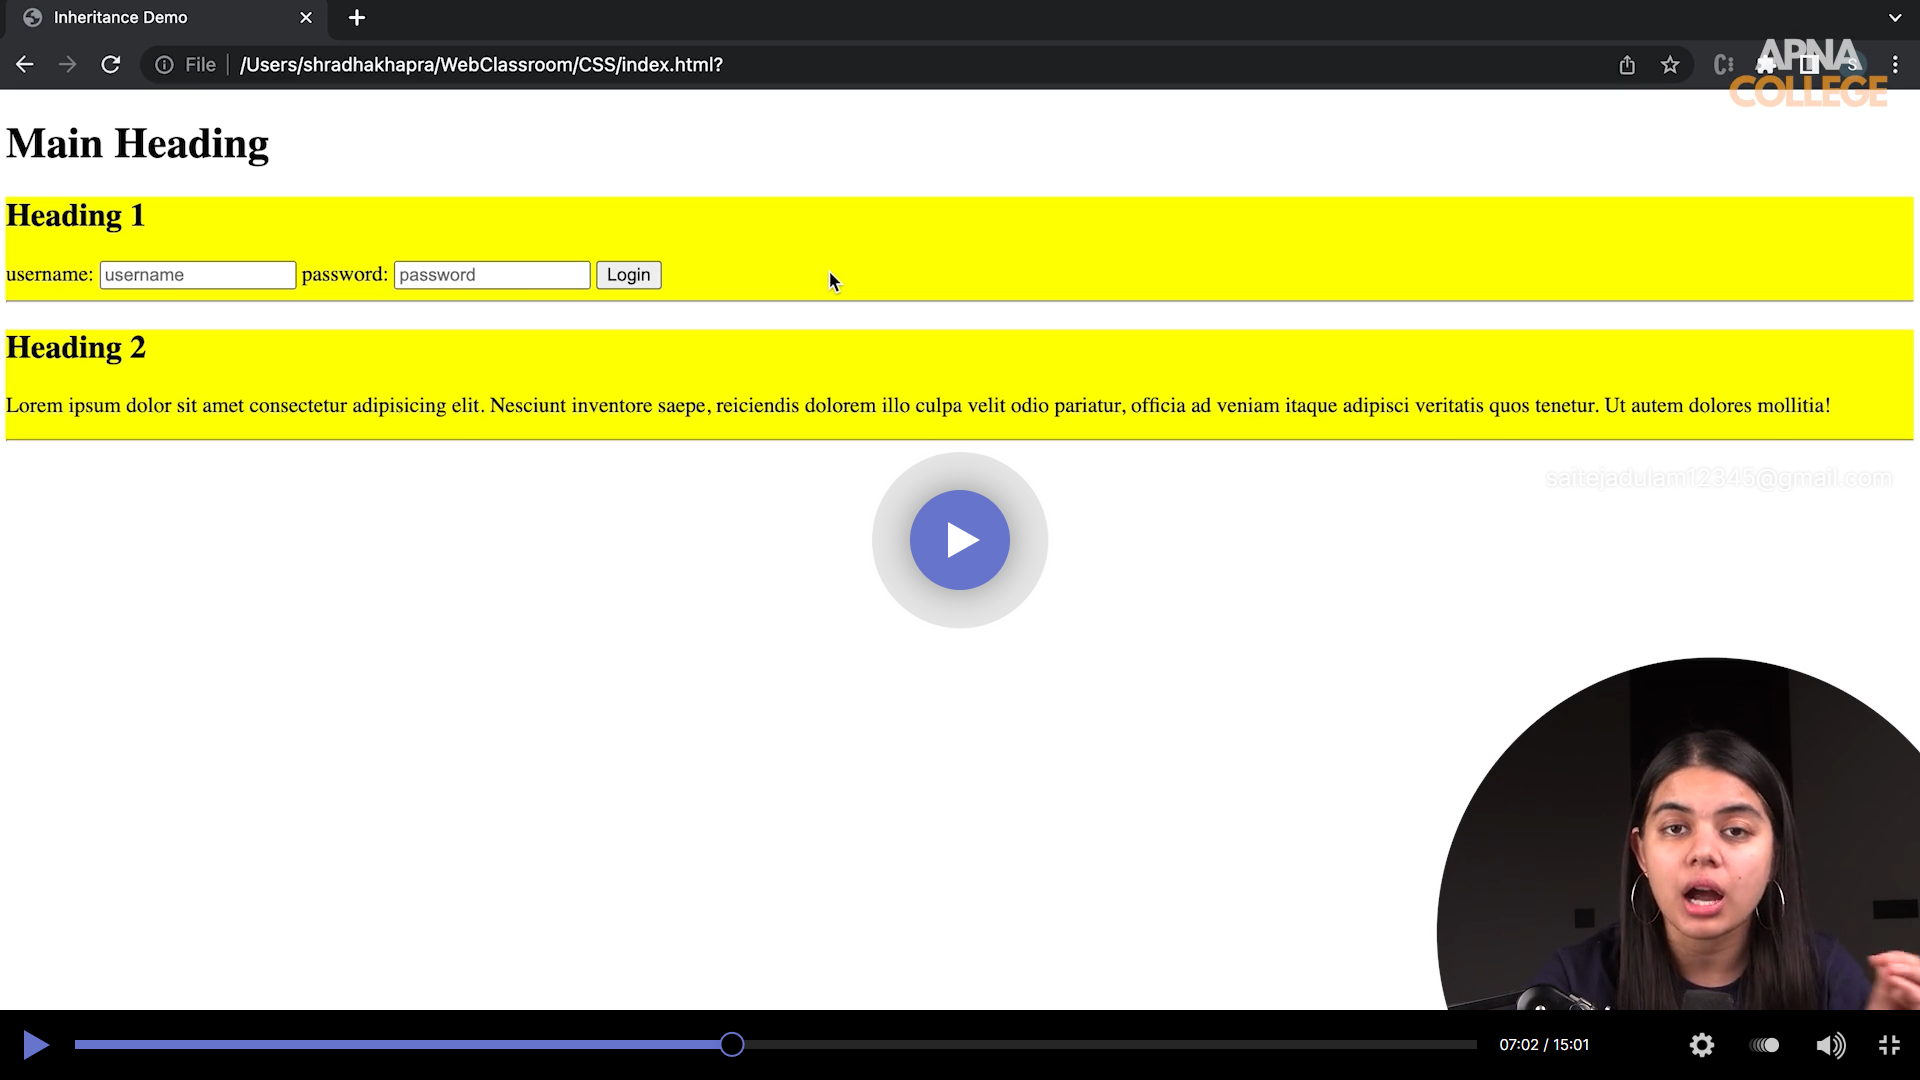 Inheritance Demo
File /Users/shradhakhapra/WebClassroom/CSS/index.html?
APNA
COLLEGE
Main Heading
Heading 1
username: username password: password Login
Heading 2
Lorem ipsum dolor sit amet consectetur adipisicing elit. Nesciunt inventore saepe, reiciendis dolorem illo culpa velit odio pariatur, officia ad veniam itaque adipisci veritatis quos tenetur. Ut autem dolores mollitia!
saitejadulam12345@gmail.com
07:02 / 15:01